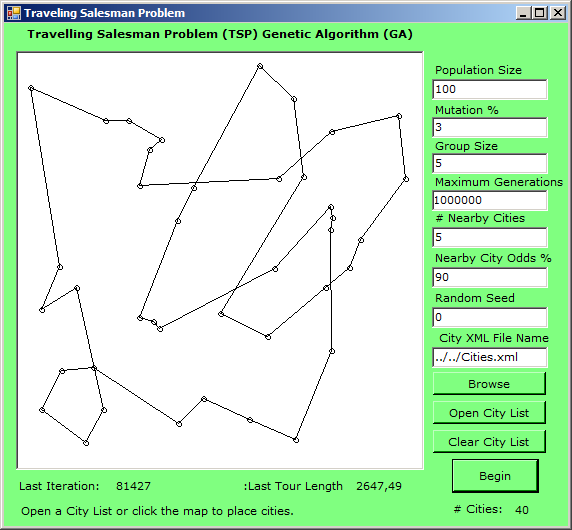 Traveling Salesman Problem
Travelling Salesman Problem (TSP) Genetic Algorithm (GA)
Population Size
100
Mutation %
3
Group Size
5
Maximum Generations
1000000
# Nearby Cities
5
Nearby City Odds %
90
Random Seed
0
City XML File Name
../../Cities.xml
Browse
Open City List
Clear City List
Begin
Last Iteration: 81427 :Last Tour Length 2647,49
Open a City List or click the map to place cities.
# Cities: 40